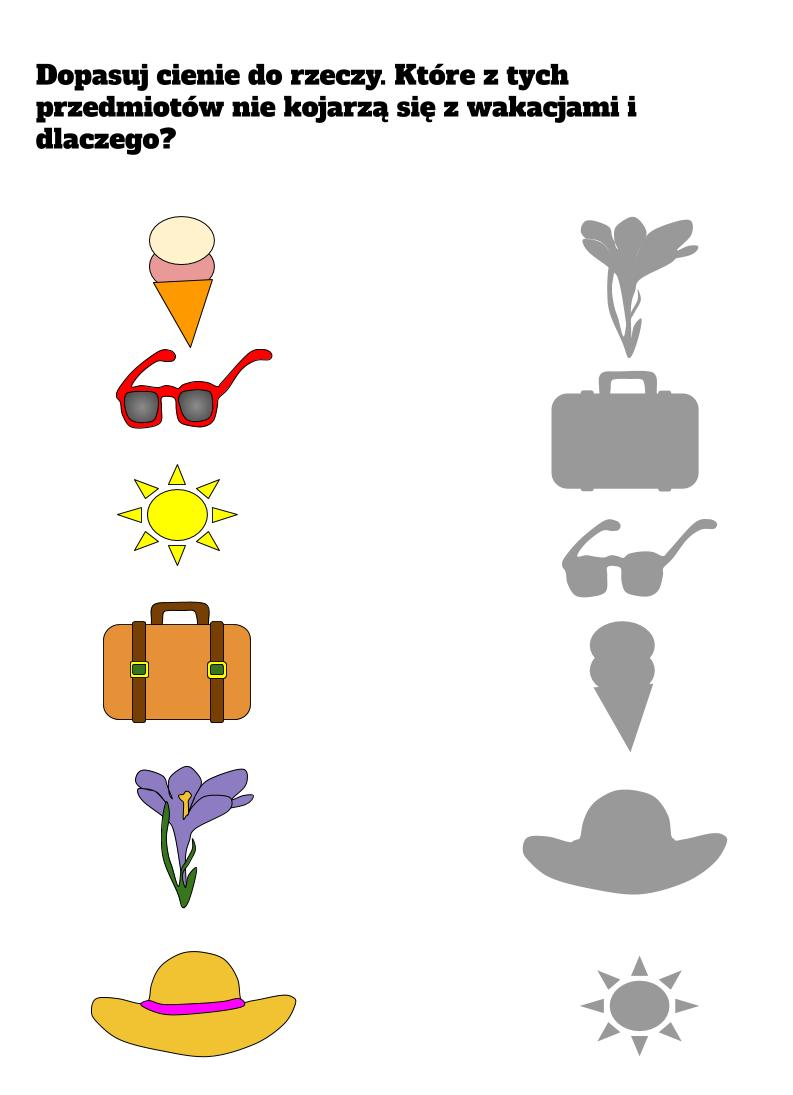 Dopasuj cienie do rzeczy. Które z tych
przedmiotów nie kojarzą się z wakacjami i
dlaczego?